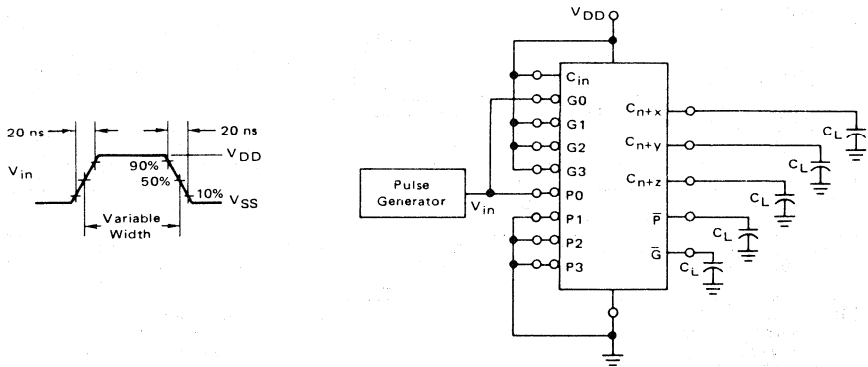 20 ns
20 ns
V_in
V_DD
90%
50%
10%
V_SS
Variable
Width
Pulse
Generator
V_in
V_DD
C_in
G0
G1
G2
G3
P0
P1
P2
P3
C_n+x
C_n+y
C_n+z
P̅
G̅
C_L
C_L
C_L
C_L
C_L